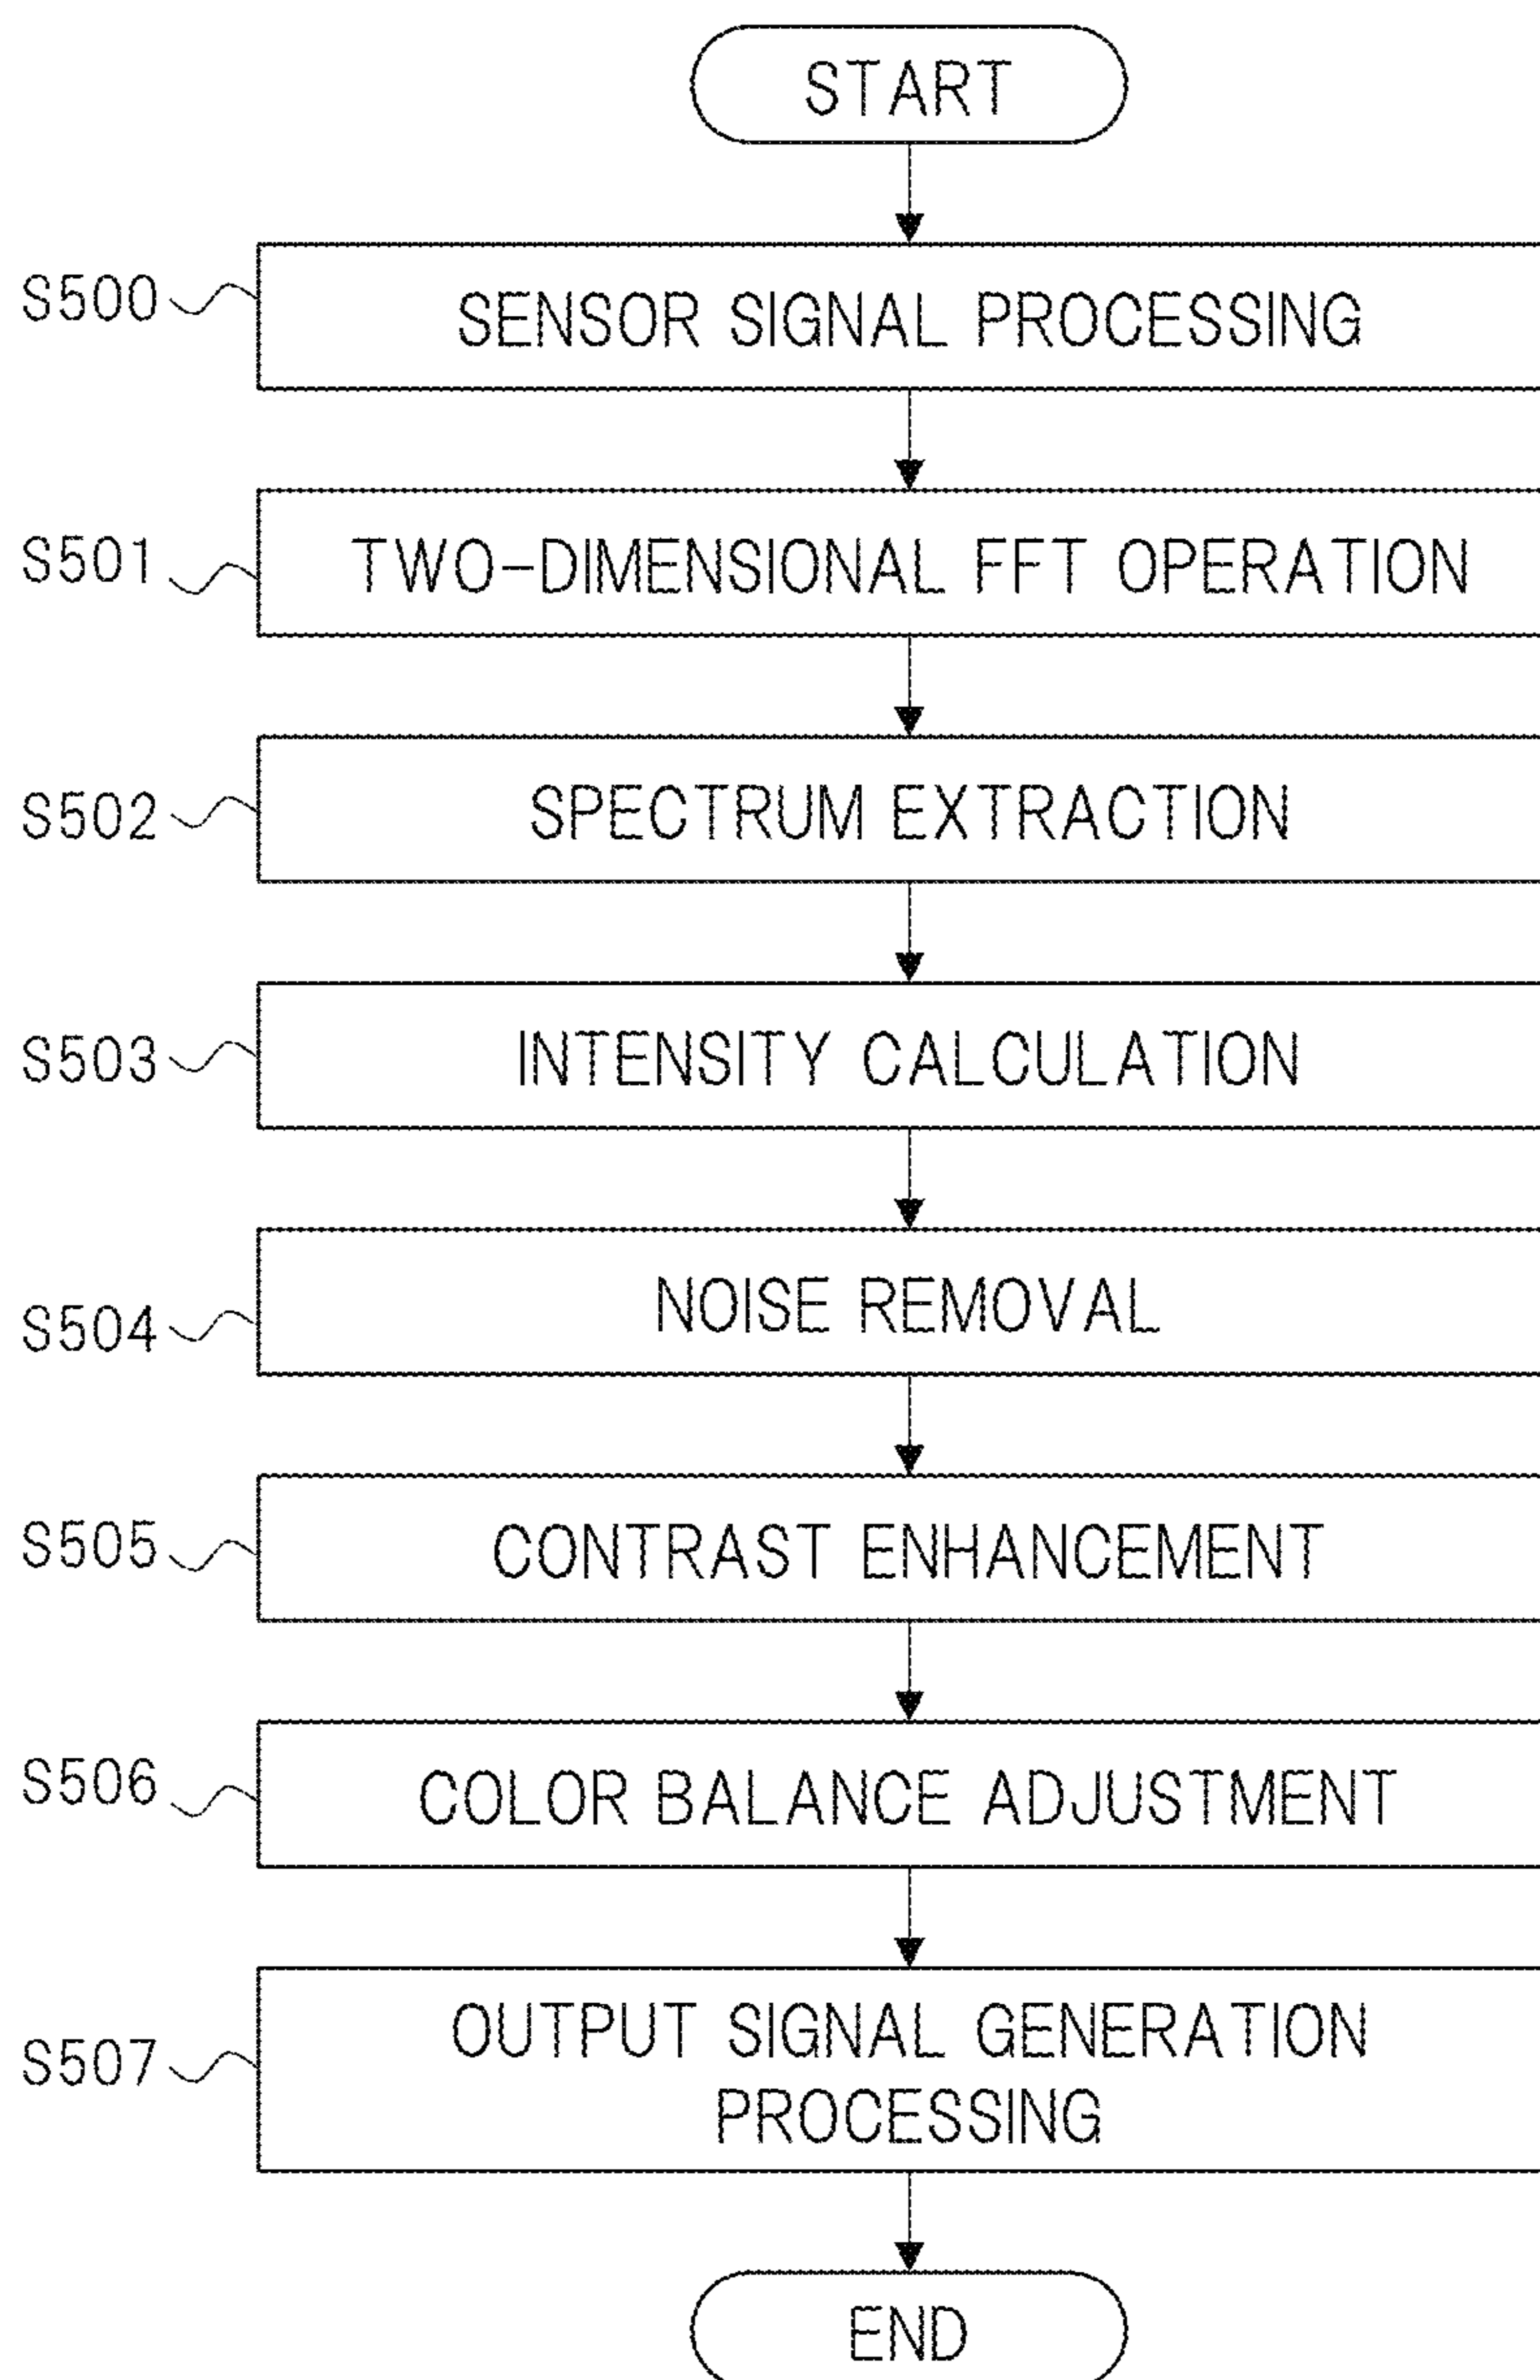 START
S500
SENSOR SIGNAL PROCESSING
S501
TWO-DIMENSIONAL FFT OPERATION
S502
SPECTRUM EXTRACTION
S503
INTENSITY CALCULATION
S504
NOISE REMOVAL
S505
CONTRAST ENHANCEMENT
S506
COLOR BALANCE ADJUSTMENT
S507
OUTPUT SIGNAL GENERATION
PROCESSING
END